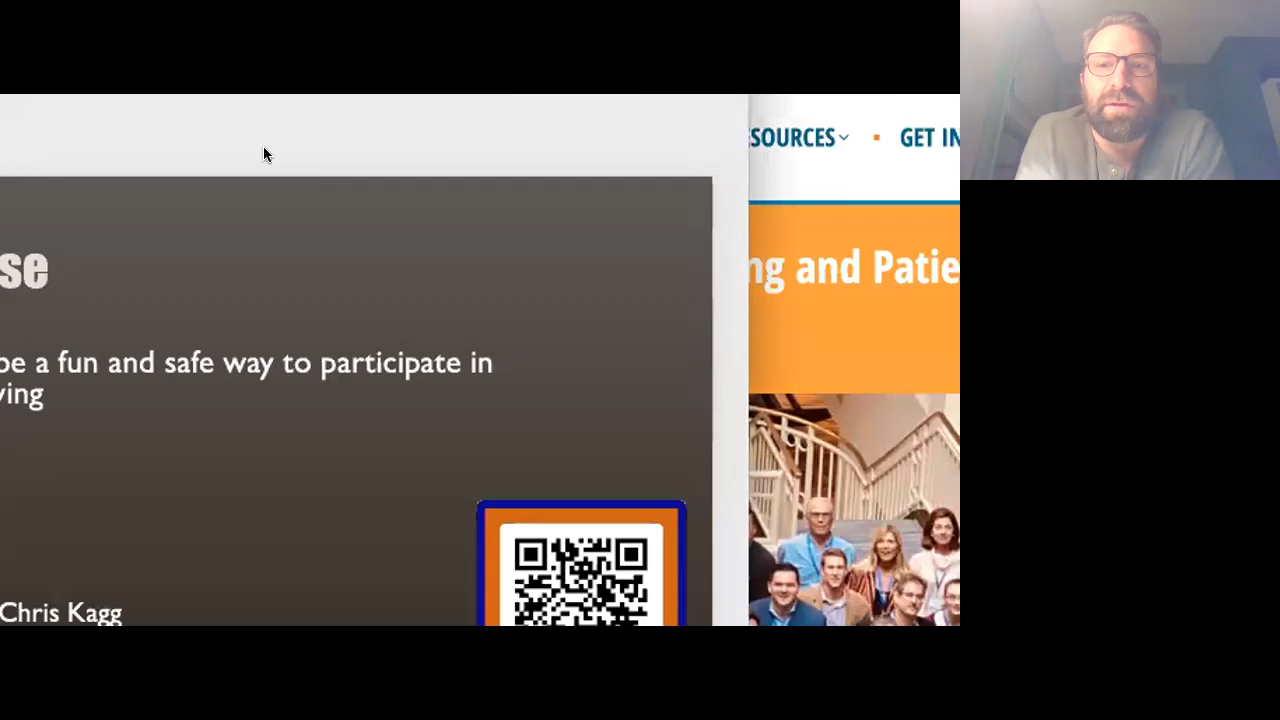 SOURCES
GET IN
se
ng and Patie
be a fun and safe way to participate in
ving
Chris Kagg